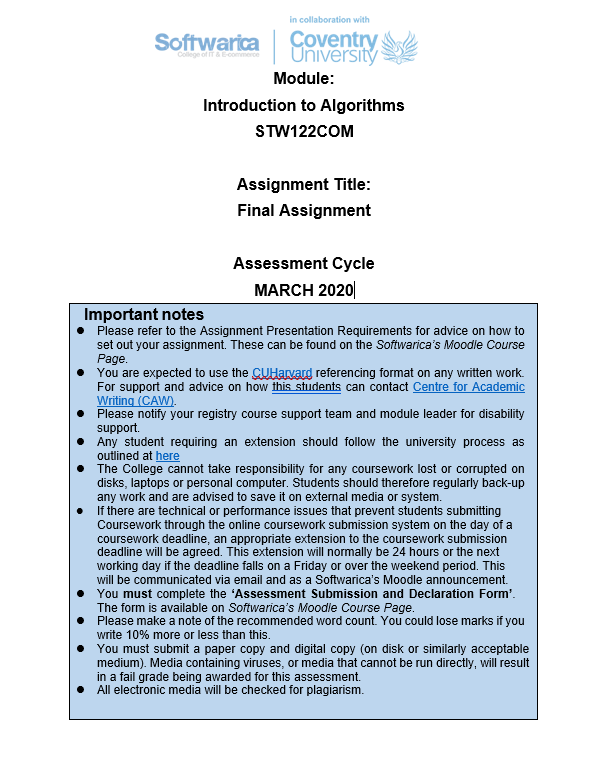 in collaboration with
Softwarica
College of IT & E-commerce
Coventry
University
Module:
Introduction to Algorithms
STW122COM
Assignment Title:
Final Assignment
Assessment Cycle
MARCH 2020
Important notes
● Please refer to the Assignment Presentation Requirements for advice on how to
set out your assignment. These can be found on the Softwarica's Moodle Course
Page.
● You are expected to use the CUHarvard referencing format on any written work.
For support and advice on how this students can contact Centre for Academic
Writing (CAW).
● Please notify your registry course support team and module leader for disability
support.
● Any student requiring an extension should follow the university process as
outlined at here
● The College cannot take responsibility for any coursework lost or corrupted on
disks, laptops or personal computer. Students should therefore regularly back-up
any work and are advised to save it on external media or system.
● If there are technical or performance issues that prevent students submitting
Coursework through the online coursework submission system on the day of a
coursework deadline, an appropriate extension to the coursework submission
deadline will be agreed. This extension will normally be 24 hours or the next
working day if the deadline falls on a Friday or over the weekend period. This
will be communicated via email and as a Softwarica's Moodle announcement.
● You must complete the ‘Assessment Submission and Declaration Form’.
The form is available on Softwarica's Moodle Course Page.
● Please make a note of the recommended word count. You could lose marks if you
write 10% more or less than this.
● You must submit a paper copy and digital copy (on disk or similarly acceptable
medium). Media containing viruses, or media that cannot be run directly, will result
in a fail grade being awarded for this assessment.
● All electronic media will be checked for plagiarism.